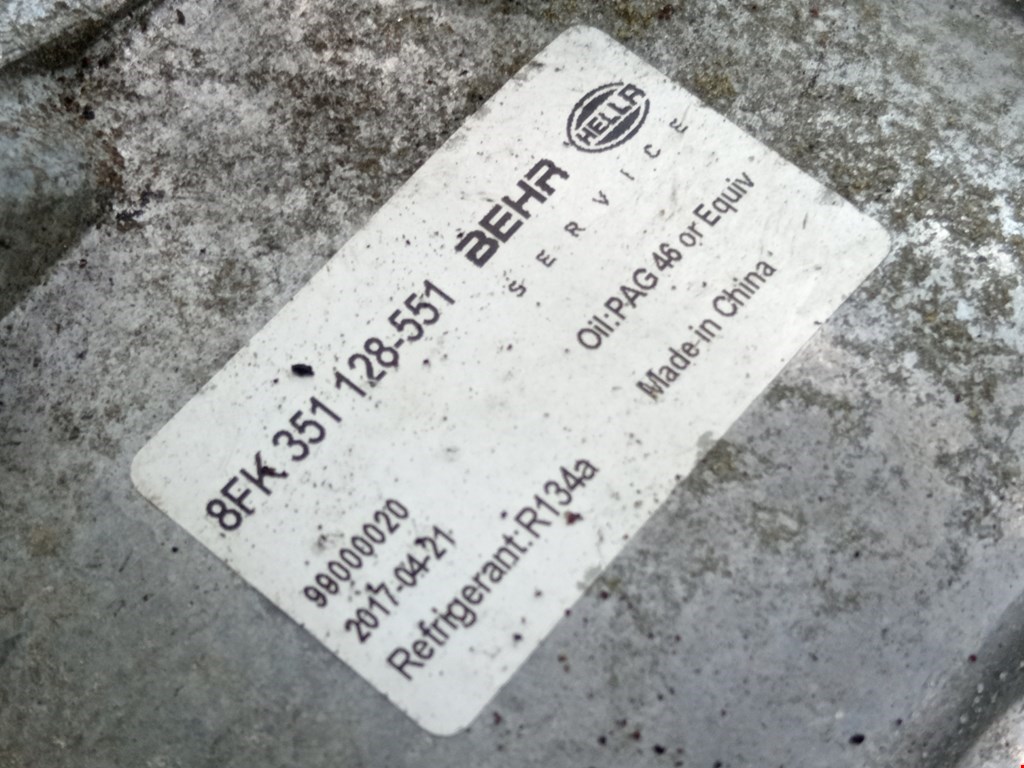 8FK 351 128-551
BEHR HELLA
SERVICE
99000020
2017-04-21
Oil:PAG 46 or Equiv
Refrigerant:R134a
Made in China